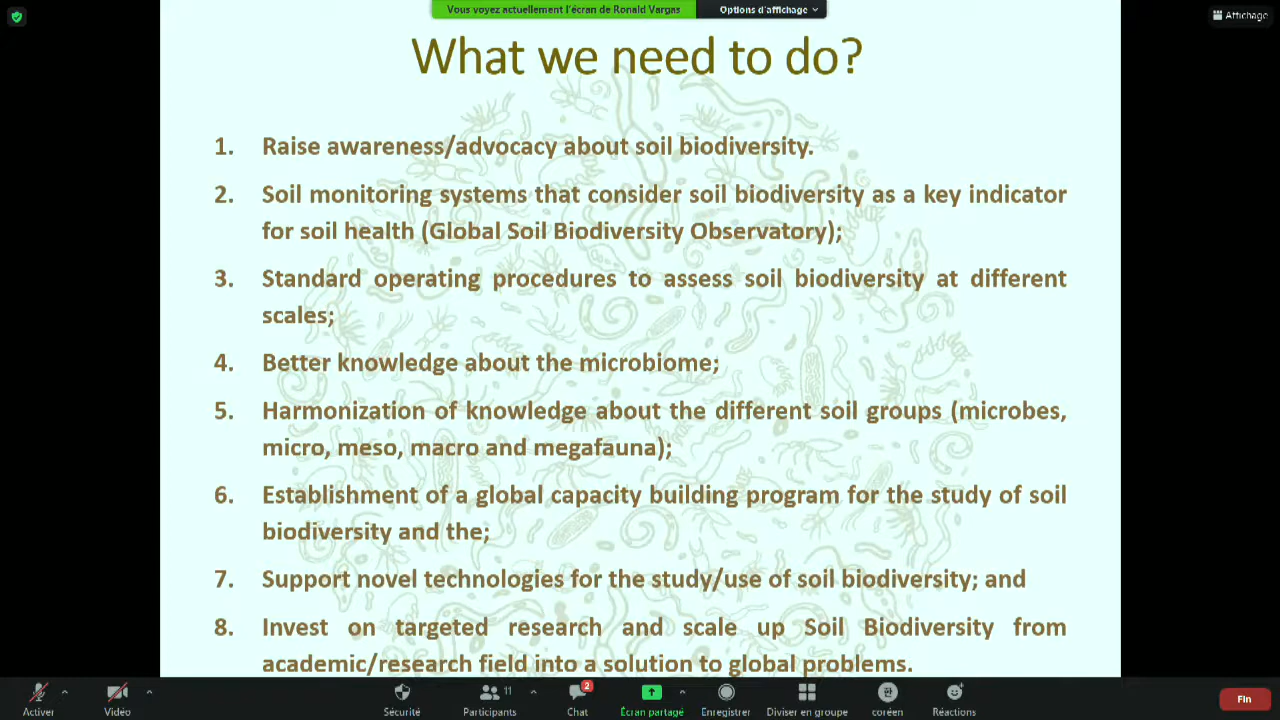 Vous voyez actuellement l'écran de Ronald Vargas
Options d'affichage
Affichage
What we need to do?
1. Raise awareness/advocacy about soil biodiversity.
2. Soil monitoring systems that consider soil biodiversity as a key indicator
for soil health (Global Soil Biodiversity Observatory);
3. Standard operating procedures to assess soil biodiversity at different
scales;
4. Better knowledge about the microbiome;
5. Harmonization of knowledge about the different soil groups (microbes,
micro, meso, macro and megafauna);
6. Establishment of a global capacity building program for the study of soil
biodiversity and the;
7. Support novel technologies for the study/use of soil biodiversity; and
8. Invest on targeted research and scale up Soil Biodiversity from
academic/research field into a solution to global problems.
Activer
Vidéo
Sécurité
Participants 11
Chat 2
Écran partagé
Enregistrer
Diviser en groupe
coréen
Réactions
Fin